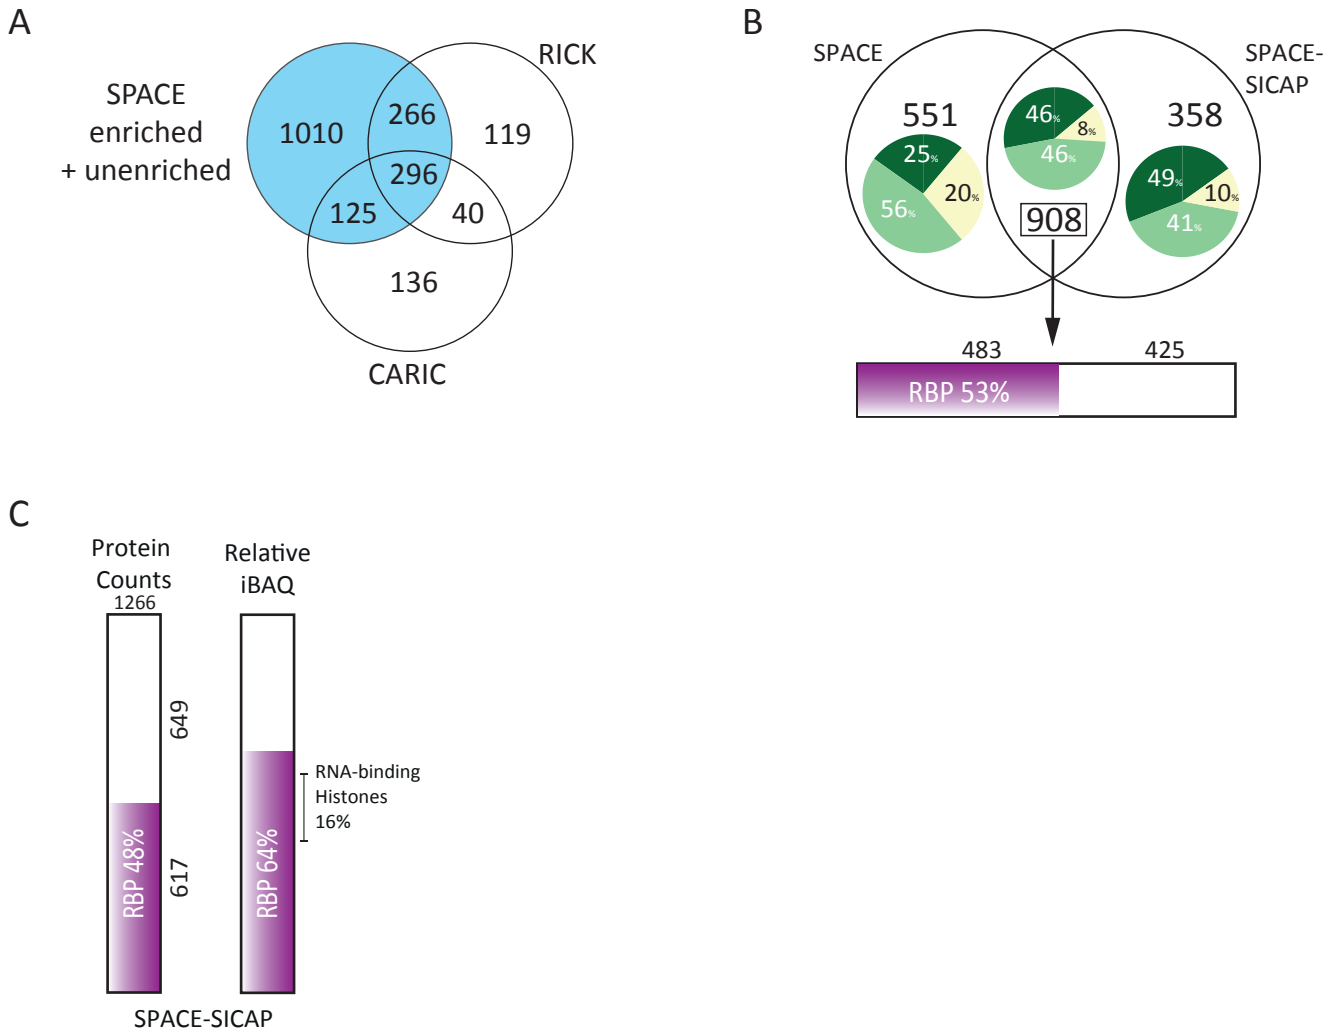 A
SPACE
enriched
+ unenriched
RICK
1010
266
119
296
125
40
136
CARIC
B
SPACE
SPACE-
SICAP
551
25%
20%
56%
46%
8%
46%
908
358
49%
10%
41%
483
425
RBP 53%
C
Protein
Counts
1266
Relative
iBAQ
649
617
RBP 48%
RBP 64%
RNA-binding
Histones
16%
SPACE-SICAP